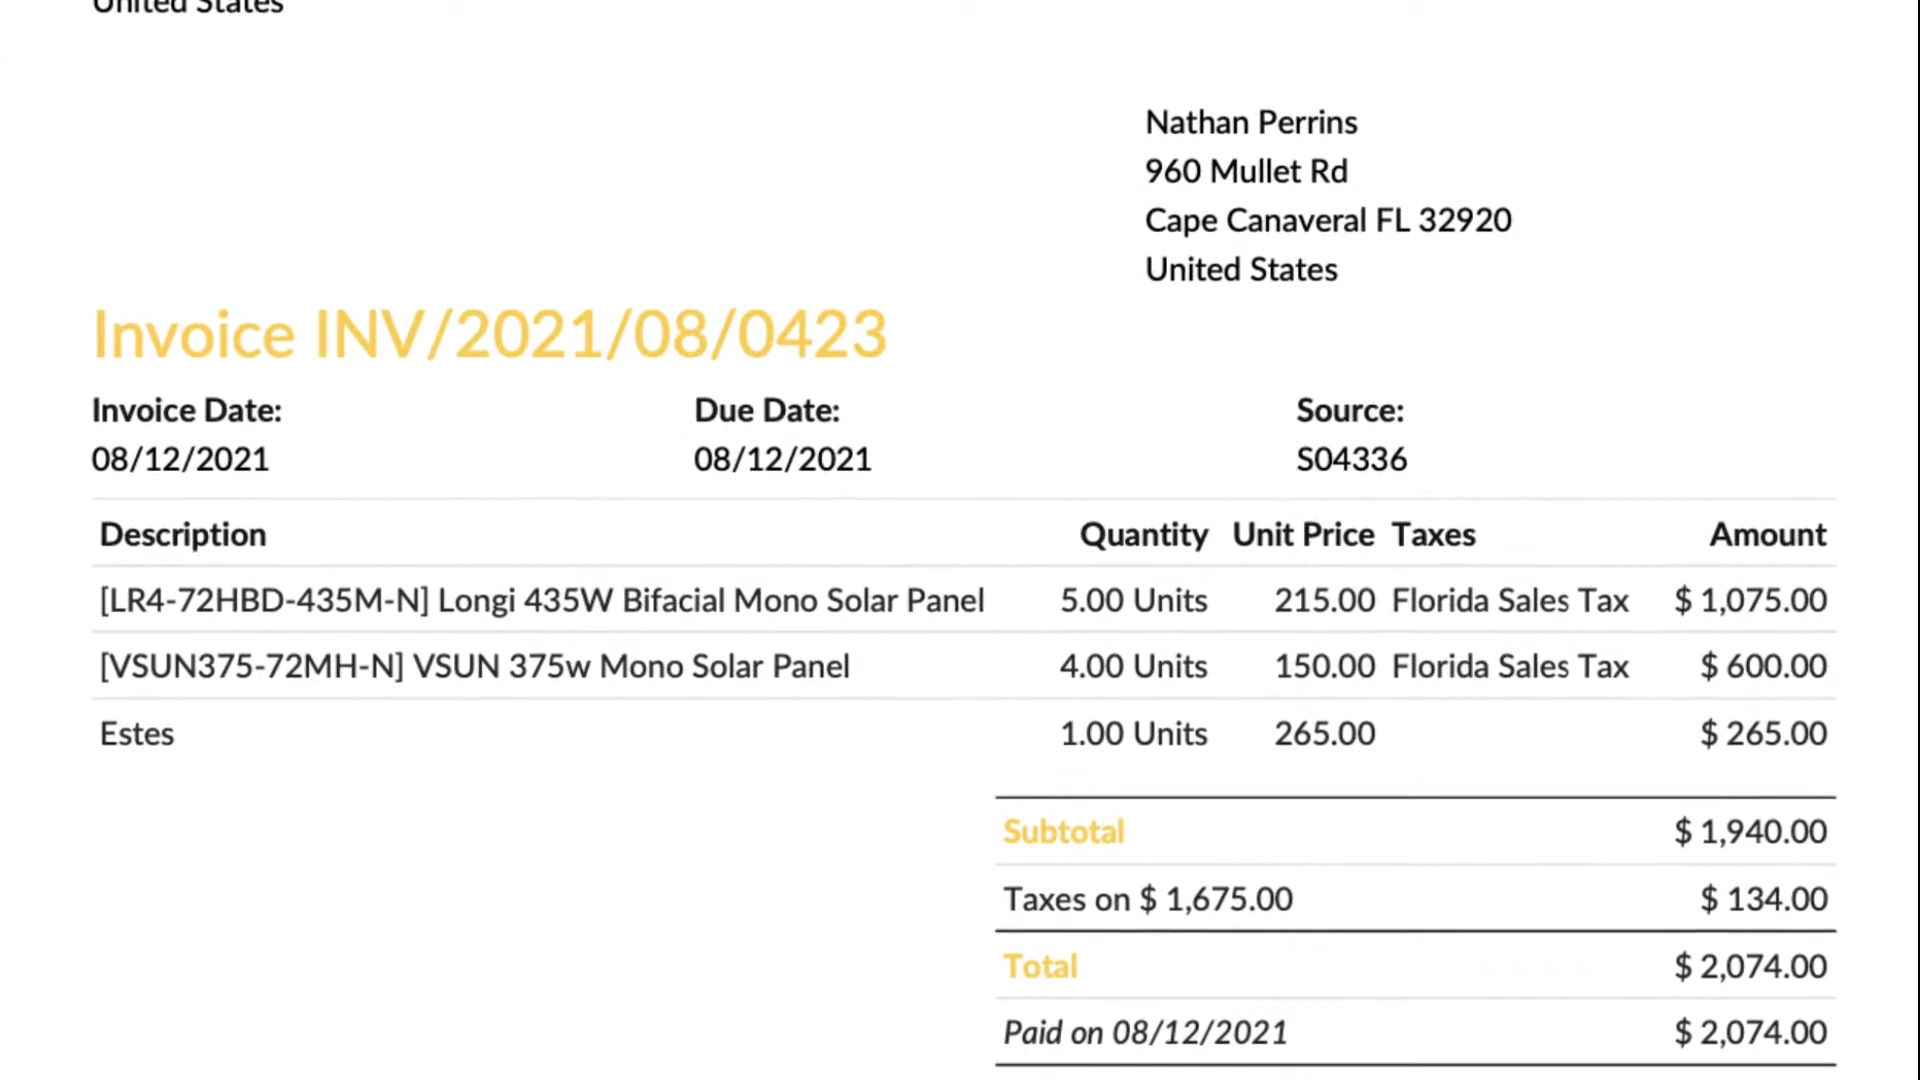 United States
Nathan Perrins
960 Mullet Rd
Cape Canaveral FL 32920
United States
Invoice INV/2021/08/0423
Invoice Date: Due Date: Source:
08/12/2021 08/12/2021 S04336
Description Quantity Unit Price Taxes Amount
[LR4-72HBD-435M-N] Longi 435W Bifacial Mono Solar Panel 5.00 Units 215.00 Florida Sales Tax $ 1,075.00
[VSUN375-72MH-N] VSUN 375w Mono Solar Panel 4.00 Units 150.00 Florida Sales Tax $ 600.00
Estes 1.00 Units 265.00 $ 265.00
Subtotal $ 1,940.00
Taxes on $ 1,675.00 $ 134.00
Total $ 2,074.00
Paid on 08/12/2021 $ 2,074.00